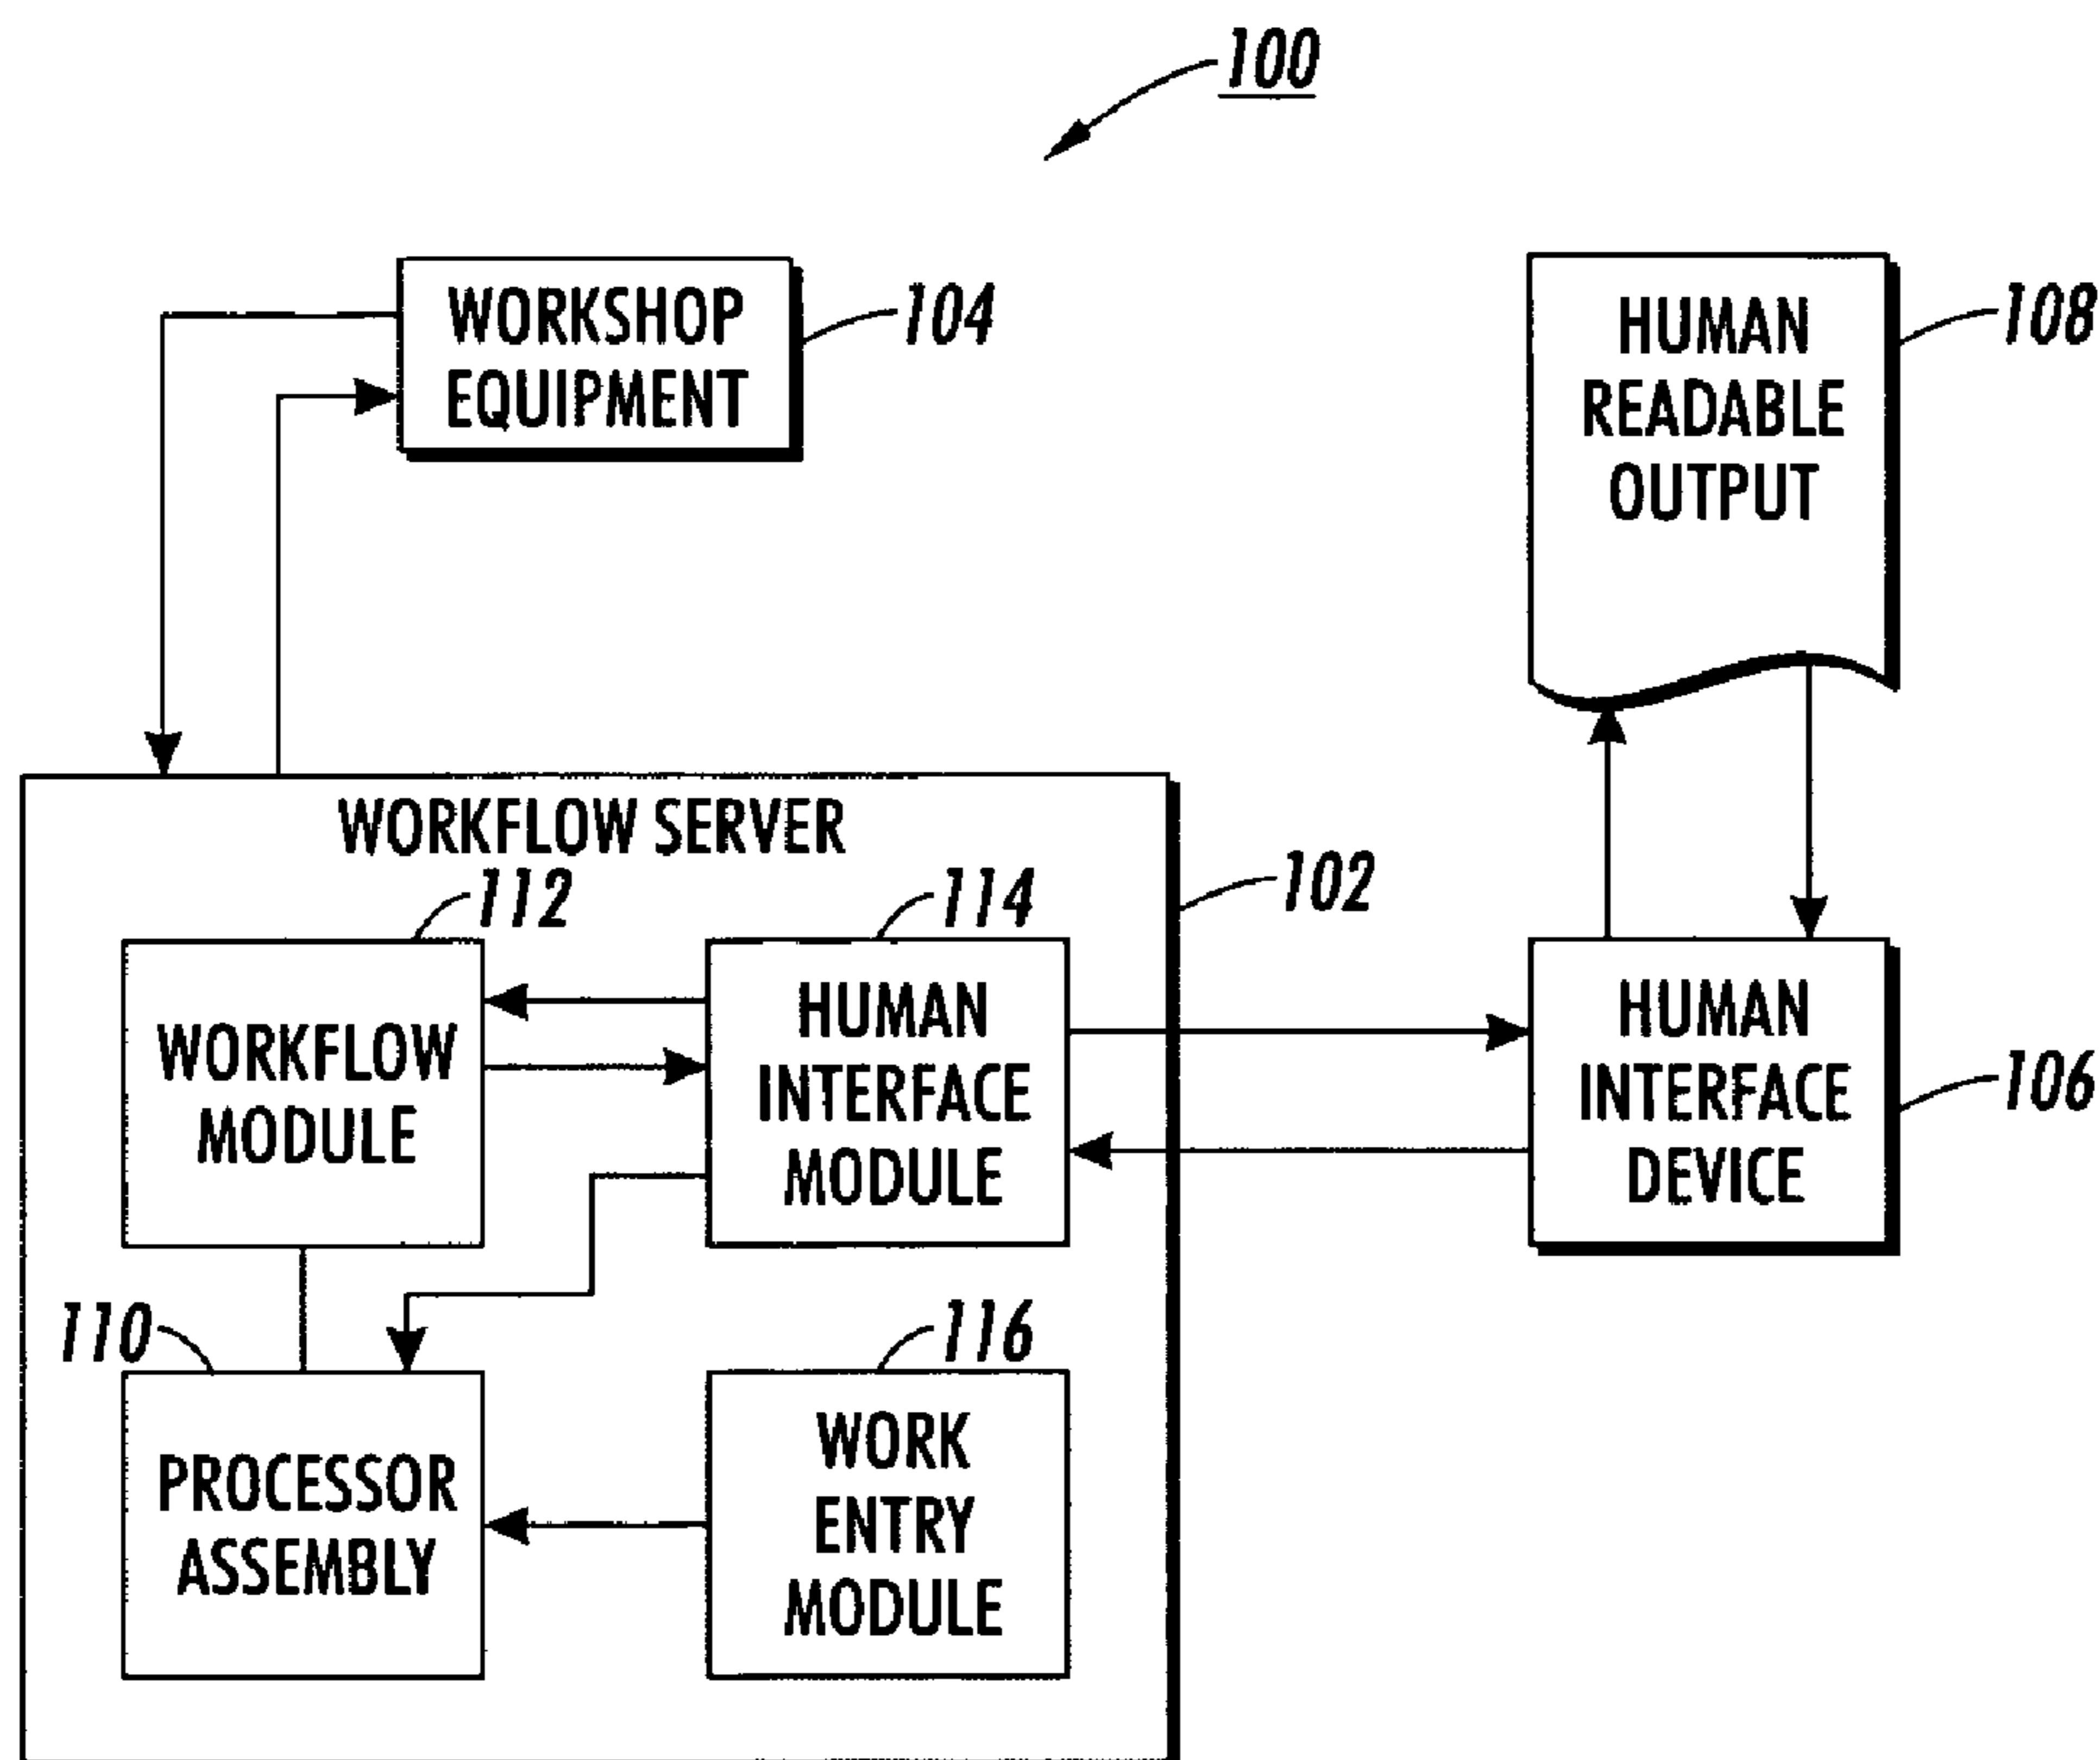 100
WORKSHOP
EQUIPMENT
104
HUMAN
READABLE
OUTPUT
108
WORKFLOW SERVER
102
112
WORKFLOW
MODULE
114
HUMAN
INTERFACE
MODULE
HUMAN
INTERFACE
DEVICE
106
110
PROCESSOR
ASSEMBLY
116
WORK
ENTRY
MODULE